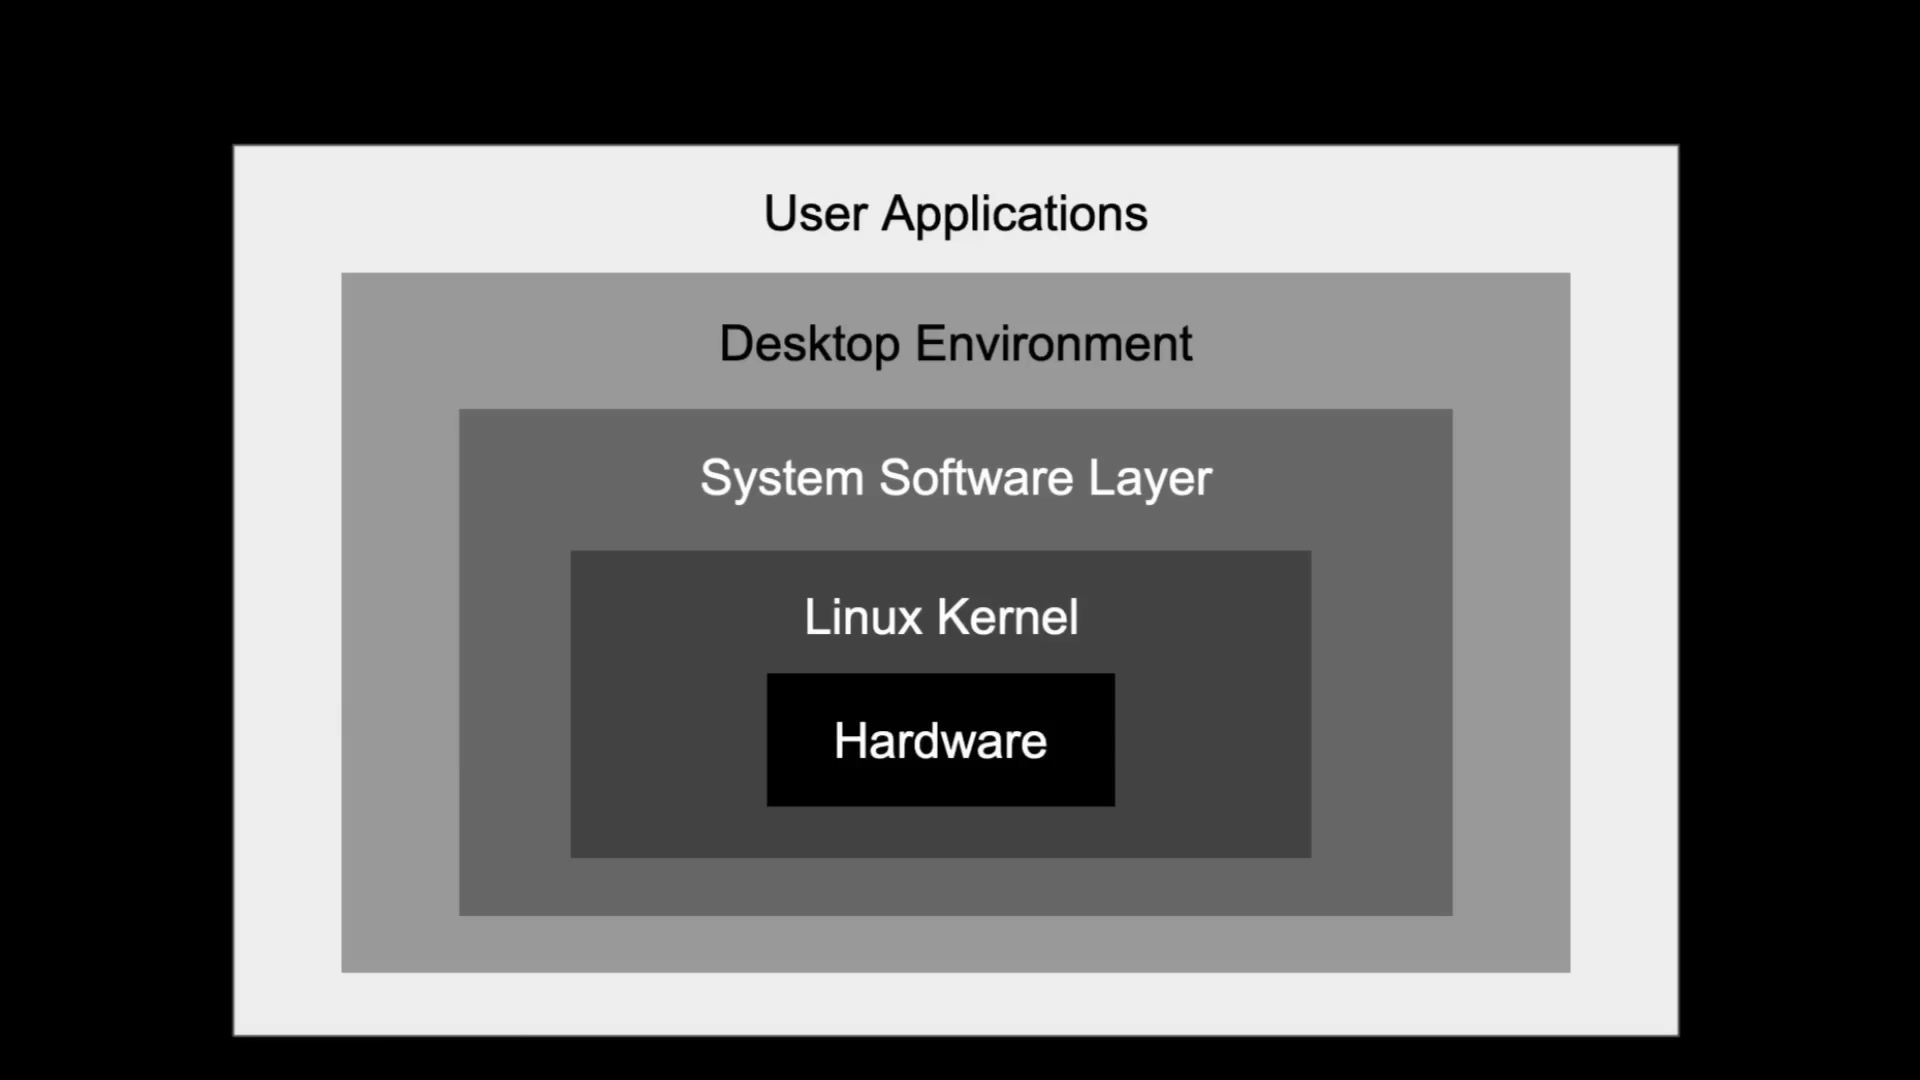 User Applications
Desktop Environment
System Software Layer
Linux Kernel
Hardware